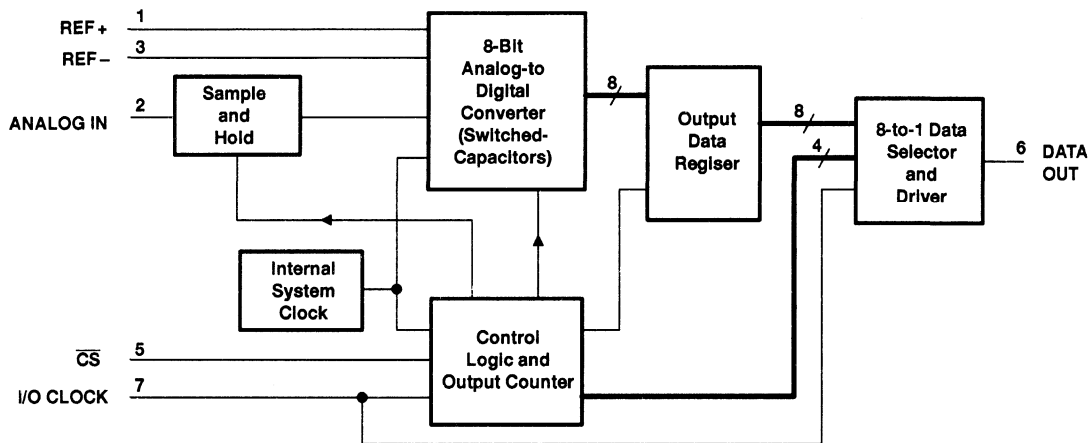 REF+
1
REF−
3
ANALOG IN
2
Sample
and
Hold
8-Bit
Analog-to
Digital
Converter
(Switched-
Capacitors)
8
Output
Data
Regiser
8
4
8-to-1 Data
Selector
and
Driver
6
DATA
OUT
Internal
System
Clock
Control
Logic and
Output Counter
CS
5
I/O CLOCK
7